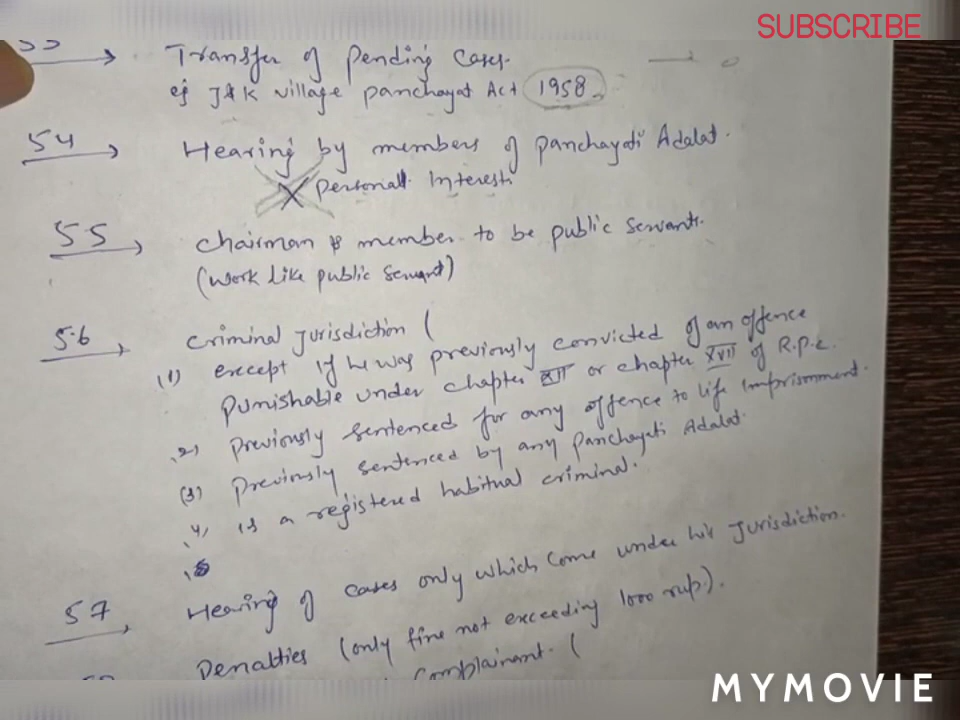 SUBSCRIBE
53 → Transfer of Pending Cases.
eg J&K village panchayat Act 1958.
54 → Hearing by members of panchayati Adalat.
X Personal Interest
55 → Chairman & member to be public servants.
(work like public servant)
56 → Criminal Jurisdiction (
(1) except if he was previously convicted of an offence
punishable under chapter XII or chapter XVII of R.p.c.
(2) previously sentenced for any offence to life imprisonment.
(3) previously sentenced by any panchayati Adalat.
(4) is a registered habitual criminal.
57 → Hearing of cases only which come under his jurisdiction.
Penalties (only fine not exceeding 1000 rup.).
Complainant. (
MYMOVIE